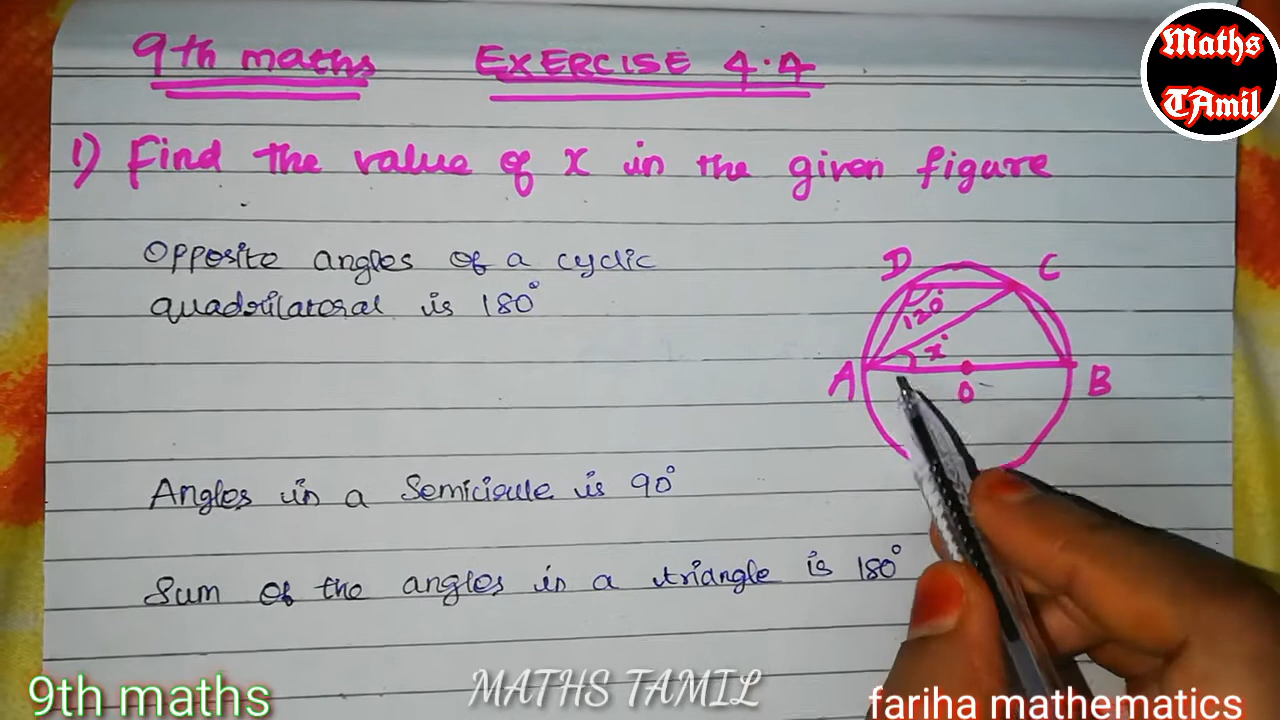 9th maths EXERCISE 4.4
1) Find the value of x in the given figure
Opposite angles of a cyclic
quadrilateral is 180°
D
C
120°
x°
A
O
B
Angles in a Semicircle is 90°
Sum of the angles in a triangle is 180°
Maths
TAmil
9th maths
MATHS TAMIL
fariha mathematics